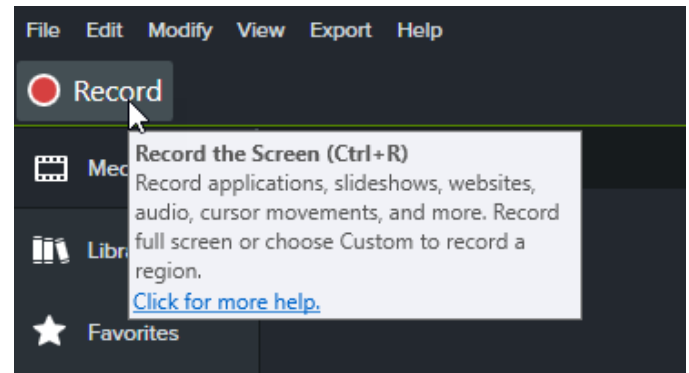 File Edit Modify View Export Help
Record
Record the Screen (Ctrl+R)
Record applications, slideshows, websites,
audio, cursor movements, and more. Record
full screen or choose Custom to record a
region.
Click for more help.
Favorites